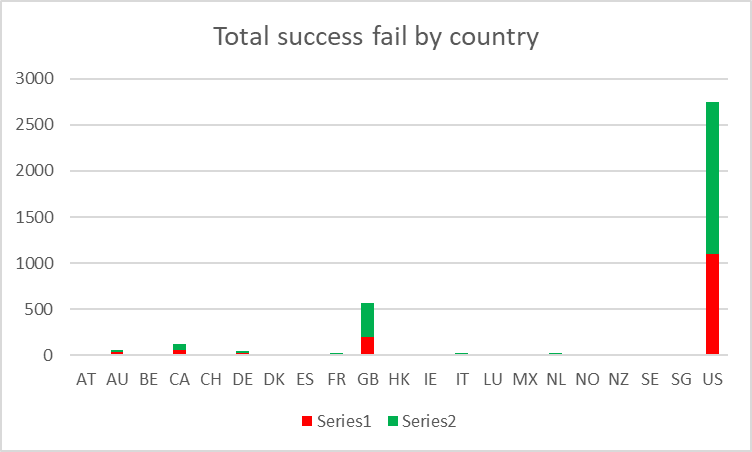 Total success fail by country
3000
2500
2000
1500
1000
500
0
AT AU BE CA CH DE DK ES FR GB HK IE IT LU MX NL NO NZ SE SG US
Series1 Series2